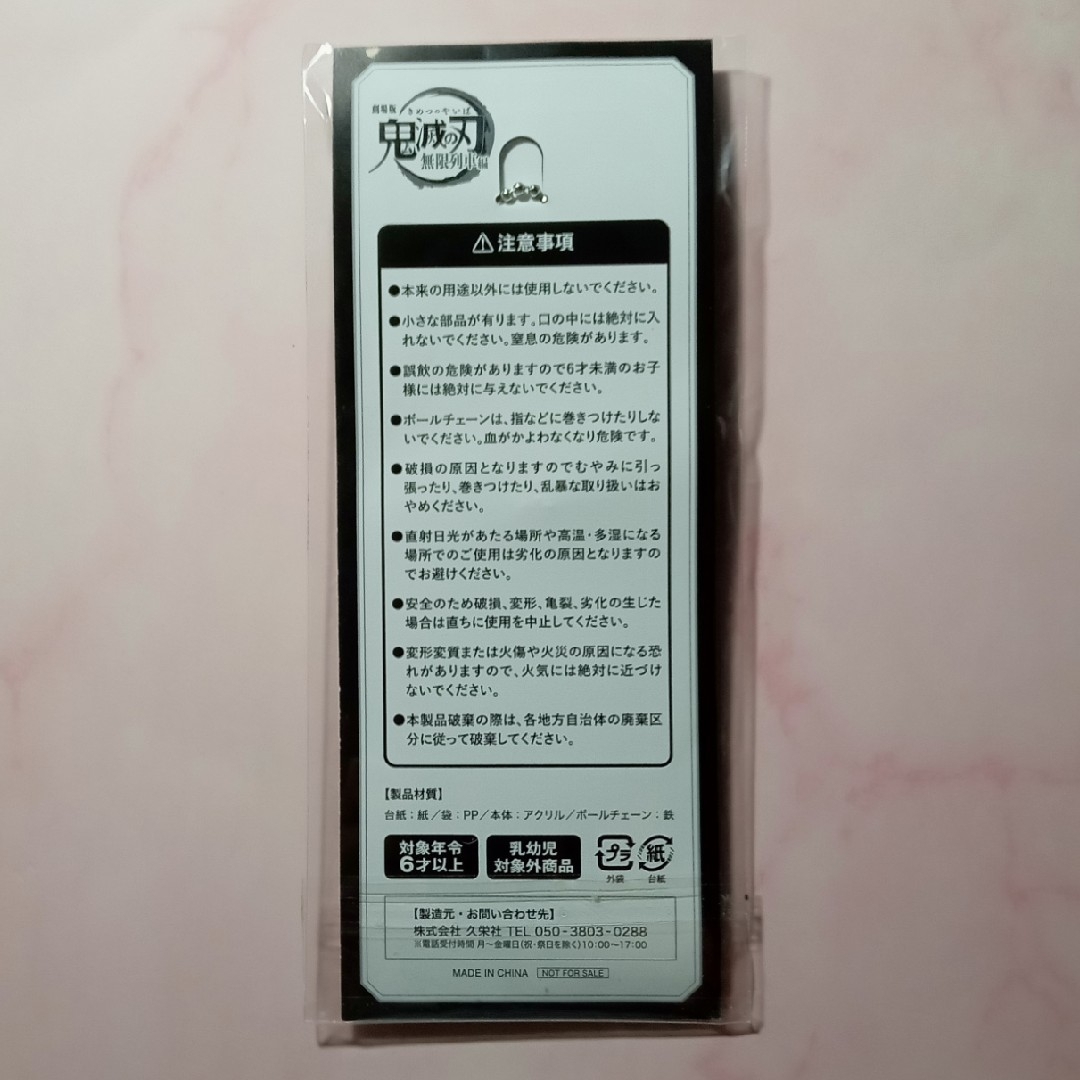 劇場版
きめつのやいば
鬼滅の刃
無限列車編
⚠注意事項
●本来の用途以外には使用しないでください。
●小さな部品が有ります。口の中には絶対に入
れないでください。窒息の危険があります。
●誤飲の危険がありますので6才未満のお子
様には絶対に与えないでください。
●ボールチェーンは、指などに巻きつけたりしな
いでください。血がかよわなくなり危険です。
●破損の原因となりますのでむやみに引っ
張ったり、巻きつけたり、乱暴な取り扱いはお
やめください。
●直射日光があたる場所や高温・多湿になる
場所でのご使用は劣化の原因となりますの
でお避けください。
●安全のため破損、変形、亀裂、劣化の生じた
場合は直ちに使用を中止してください。
●変形変質または火傷や火災の原因になる恐
れがありますので、火気には絶対に近づけ
ないでください。
●本製品破棄の際は、各地方自治体の廃棄区
分に従って破棄してください。
【製品材質】
台紙：紙／袋：PP／本体：アクリル／ボールチェーン：鉄
対象年令
6才以上
乳幼児
対象外商品
プラ
外袋
紙
台紙
【製造元・お問い合わせ先】
株式会社 久栄社 TEL 050-3803-0288
※電話受付時間 月～金曜日(祝・祭日を除く)10:00～17:00
MADE IN CHINA NOT FOR SALE